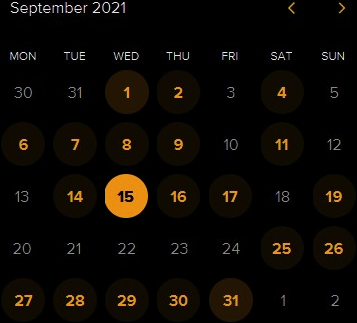 September 2021
MON TUE WED THU FRI SAT SUN
30 31 1 2 3 4 5
6 7 8 9 10 11 12
13 14 15 16 17 18 19
20 21 22 23 24 25 26
27 28 29 30 31 1 2